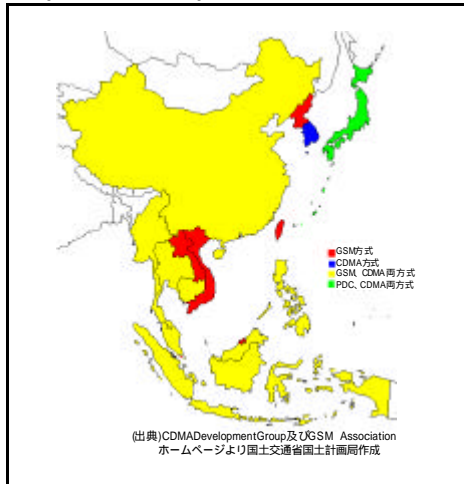 GSM方式
CDMA方式
GSM、CDMA両方式
PDC、CDMA両方式
(出典)CDMADevelopmentGroup及びGSM Association
ホームページより国土交通省国土計画局作成